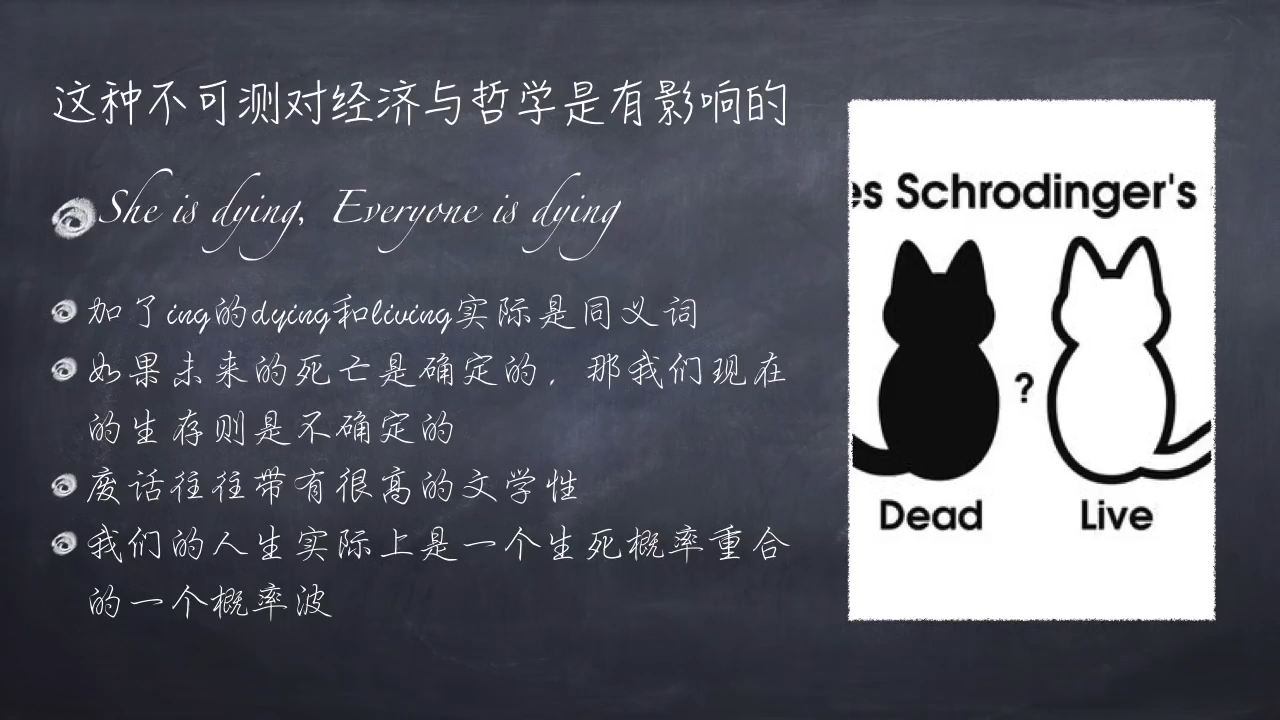 这种不可测对经济与哲学是有影响的
She is dying, Everyone is dying
加了ing的dying和living实际是同义词
如果未来的死亡是确定的，那我们现在
的生存则是不确定的
废话往往带有很高的文学性
我们的人生实际上是一个生死概率重合
的一个概率波
es Schrodinger's
?
Dead
Live